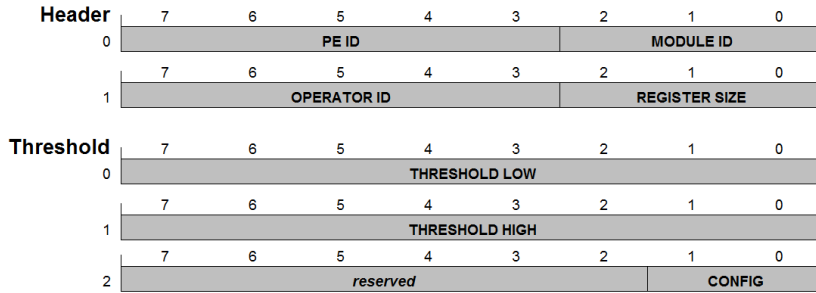 Header 7 6 5 4 3 2 1 0
0 PE ID MODULE ID
7 6 5 4 3 2 1 0
1 OPERATOR ID REGISTER SIZE
Threshold 7 6 5 4 3 2 1 0
0 THRESHOLD LOW
7 6 5 4 3 2 1 0
1 THRESHOLD HIGH
7 6 5 4 3 2 1 0
2 reserved CONFIG